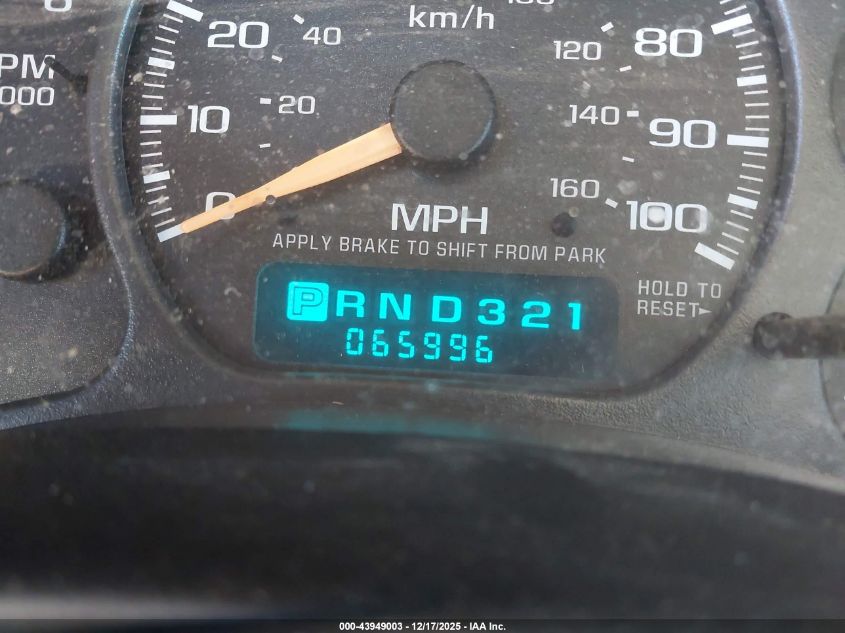 km/h
20
40
120
80
PM
000
10
20
140
90
0
160
100
MPH
APPLY BRAKE TO SHIFT FROM PARK
HOLD TO
RESET
PRND321
065996
000-43949003 - 12/17/2025 - IAA Inc.